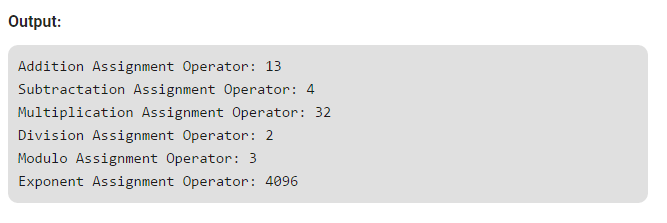 Output:
Addition Assignment Operator: 13
Subtractation Assignment Operator: 4
Multiplication Assignment Operator: 32
Division Assignment Operator: 2
Modulo Assignment Operator: 3
Exponent Assignment Operator: 4096